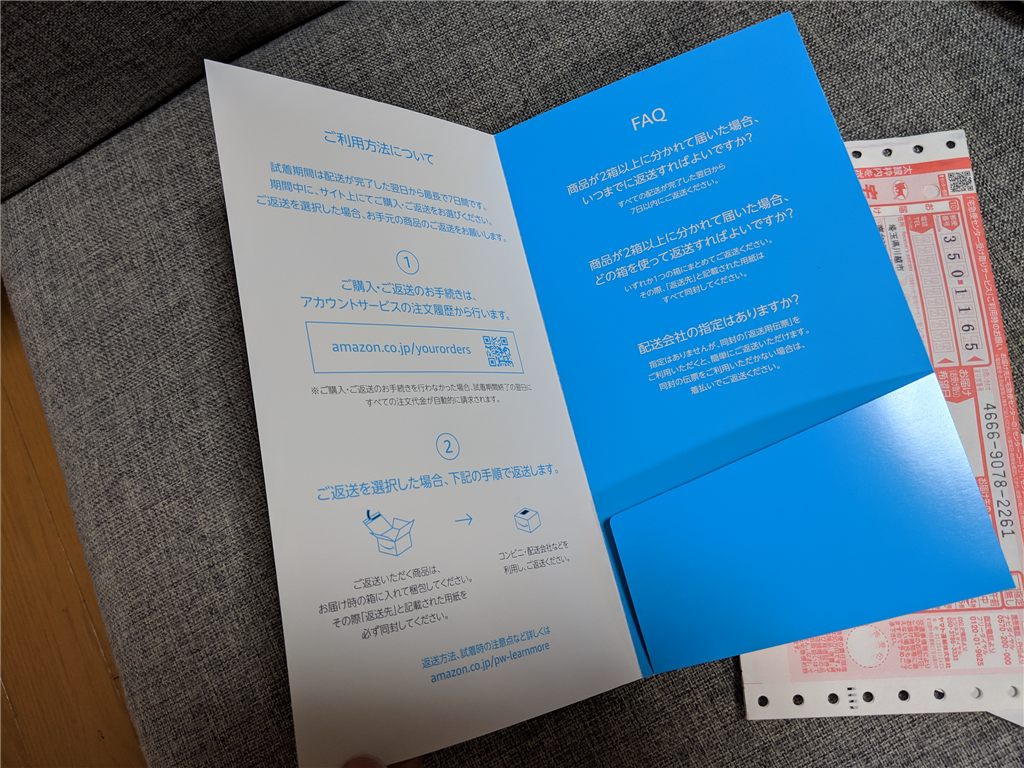 ご利用方法について
試着期間は配送が完了した翌日から最長で7日間です。
期間中に、サイト上にてご購入・ご返送をお選びください。
ご返送を選択した場合、お手元の商品のご返送をお願いします。
1
ご購入・ご返送のお手続きは、
アカウントサービスの注文履歴から行います。
amazon.co.jp/yourorders
※ご購入・ご返送のお手続きを行わなかった場合、試着期間終了の翌日に
すべての注文代金が自動的に請求されます。
2
ご返送を選択した場合、下記の手順で返送します。
ご返送いただく商品は、
お届け時の箱に入れて梱包してください。
その際「返送先」と記載された用紙を
必ず同封してください。
コンビニ・配送会社などを
利用し、ご返送ください。
返送方法、試着時の注意点など詳しくは
amazon.co.jp/pw-learnmore
FAQ
商品が2箱以上に分かれて届いた場合、
いつまでに返送すればよいですか?
すべての配送が完了した翌日から
7日以内にご返送ください。
商品が2箱以上に分かれて届いた場合、
どの箱を使って返送すればよいですか?
いずれか1つの箱にまとめてご返送ください。
その際、「返送先」と記載された用紙は
すべて同封してください。
配送会社の指定はありますか?
指定はありませんが、同封の「返送用伝票」を
ご利用いただくと、簡単にご返送いただけます。
同封の伝票をご利用いただかない場合は、
着払いでご返送ください。
3501165
埼玉県川越市
4666-9078-2261